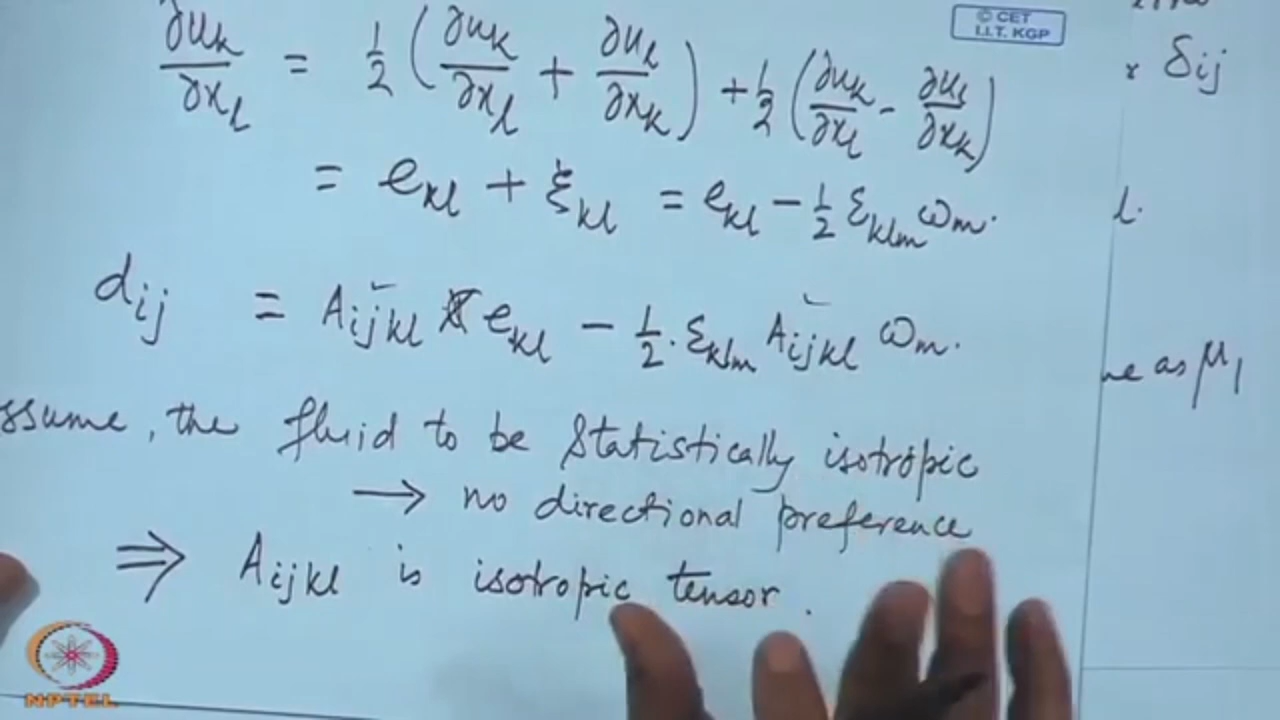 © CET
I.I.T. KGP
∂u_k/∂x_l = 1/2 (∂u_k/∂x_l + ∂u_l/∂x_k) + 1/2 (∂u_k/∂x_l - ∂u_l/∂x_k)
δij
= e_kl + ξ_kl = e_kl - 1/2 ε_klm ω_m.
l.
d_ij = A_ijkl e_kl - 1/2 . ε_klm A_ijkl ω_m.
as μ_1
ssume, the fluid to be statistically isotropic
→ no directional preference
⇒ A_ijkl is isotropic tensor.
NPTEL